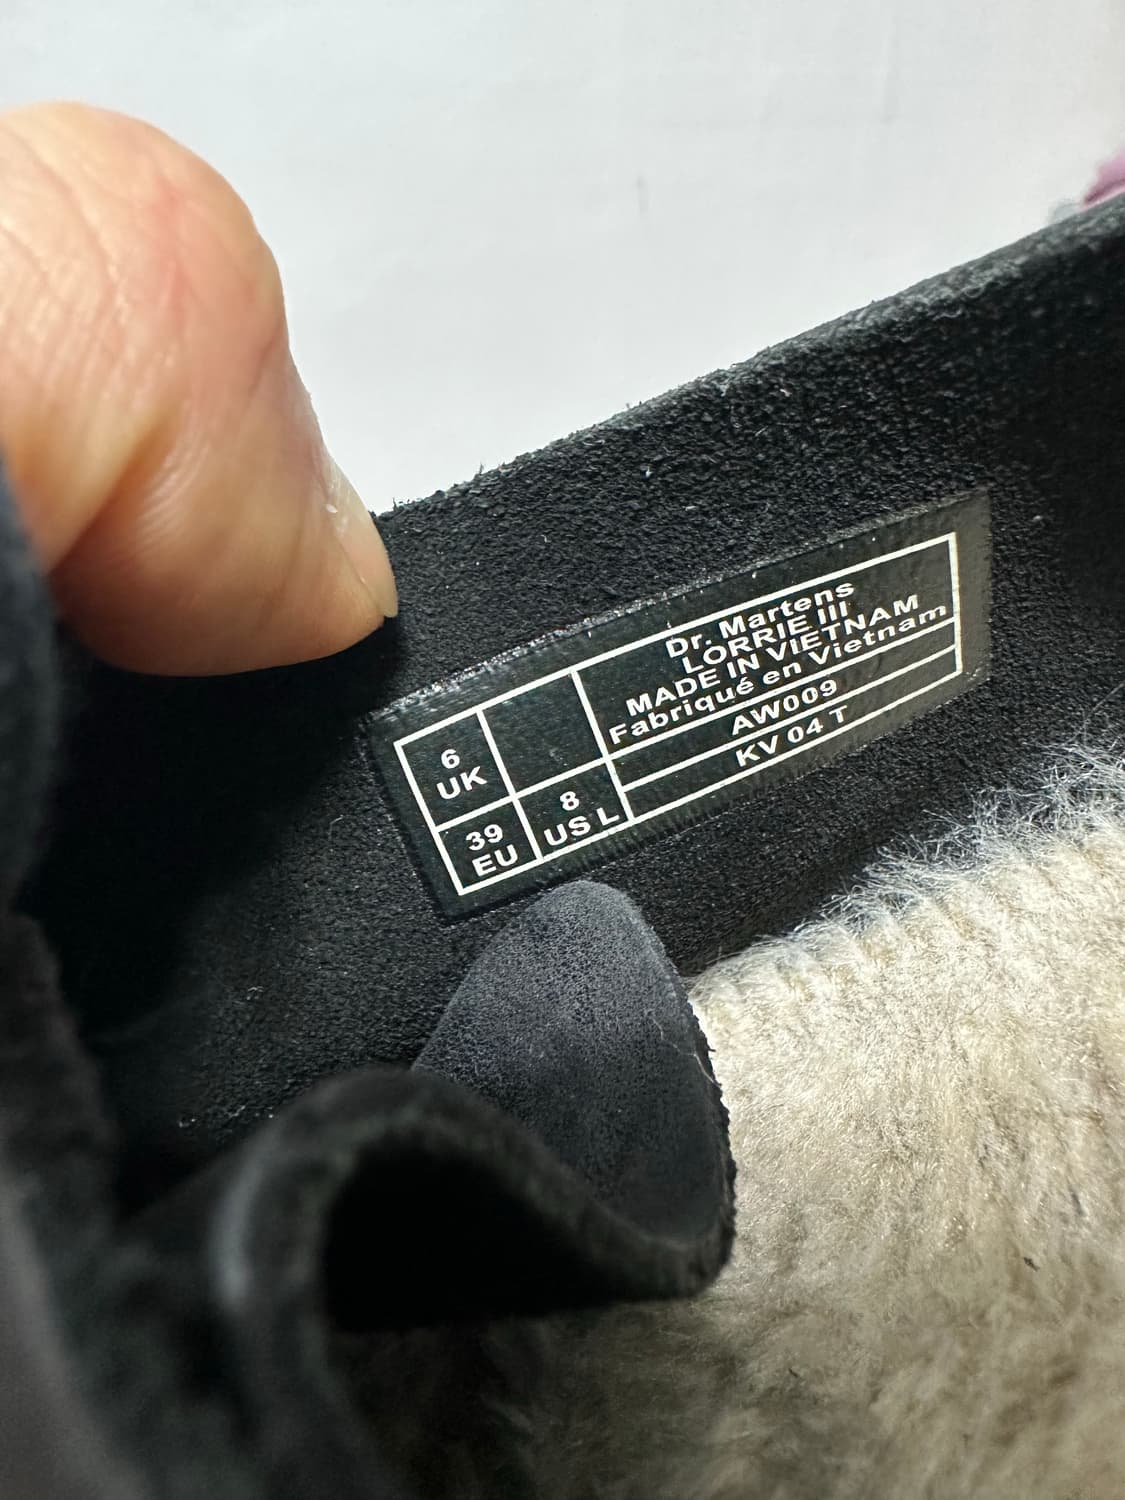 Dr. Martens
LORRIE III
MADE IN VIETNAM
Fabriqué en Vietnam
AW009
KV 04 T
6
UK
39
EU
8
US L